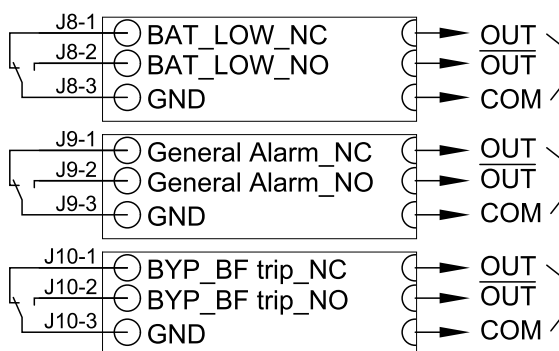 J8-1 BAT_LOW_NC OUT
J8-2 BAT_LOW_NO OUT
J8-3 GND COM
J9-1 General Alarm_NC OUT
J9-2 General Alarm_NO OUT
J9-3 GND COM
J10-1 BYP_BF trip_NC OUT
J10-2 BYP_BF trip_NO OUT
J10-3 GND COM